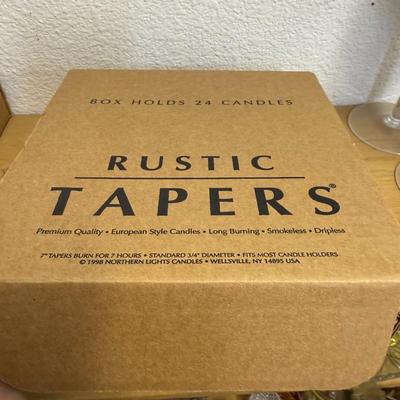 BOX HOLDS 24 CANDLES
RUSTIC
TAPERS®
Premium Quality • European Style Candles • Long Burning • Smokeless • Dripless
7" TAPERS BURN FOR 7 HOURS • STANDARD 3/4" DIAMETER • FITS MOST CANDLE HOLDERS
© 1998 NORTHERN LIGHTS CANDLES • WELLSVILLE, NY 14895 USA